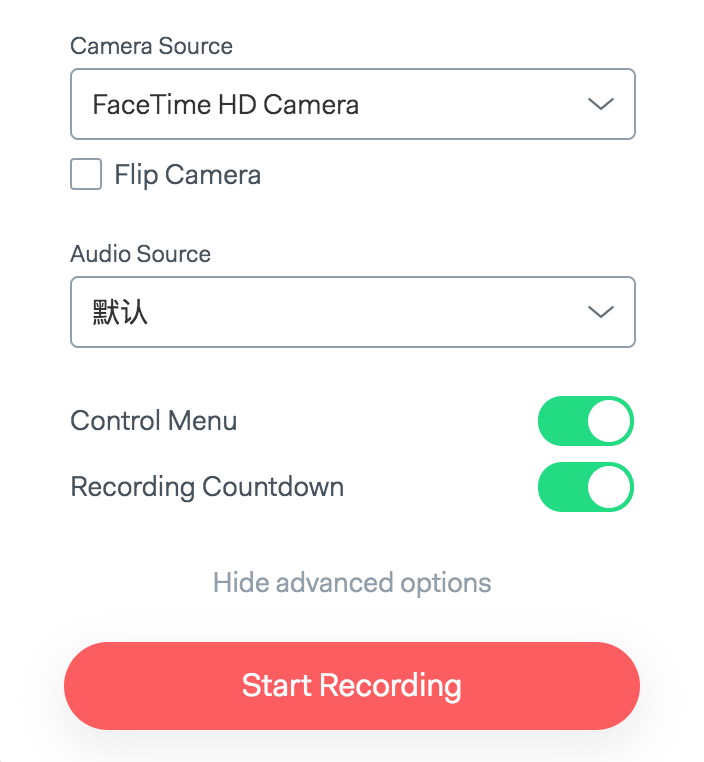 Camera Source
FaceTime HD Camera
Flip Camera
Audio Source
默认
Control Menu
Recording Countdown
Hide advanced options
Start Recording